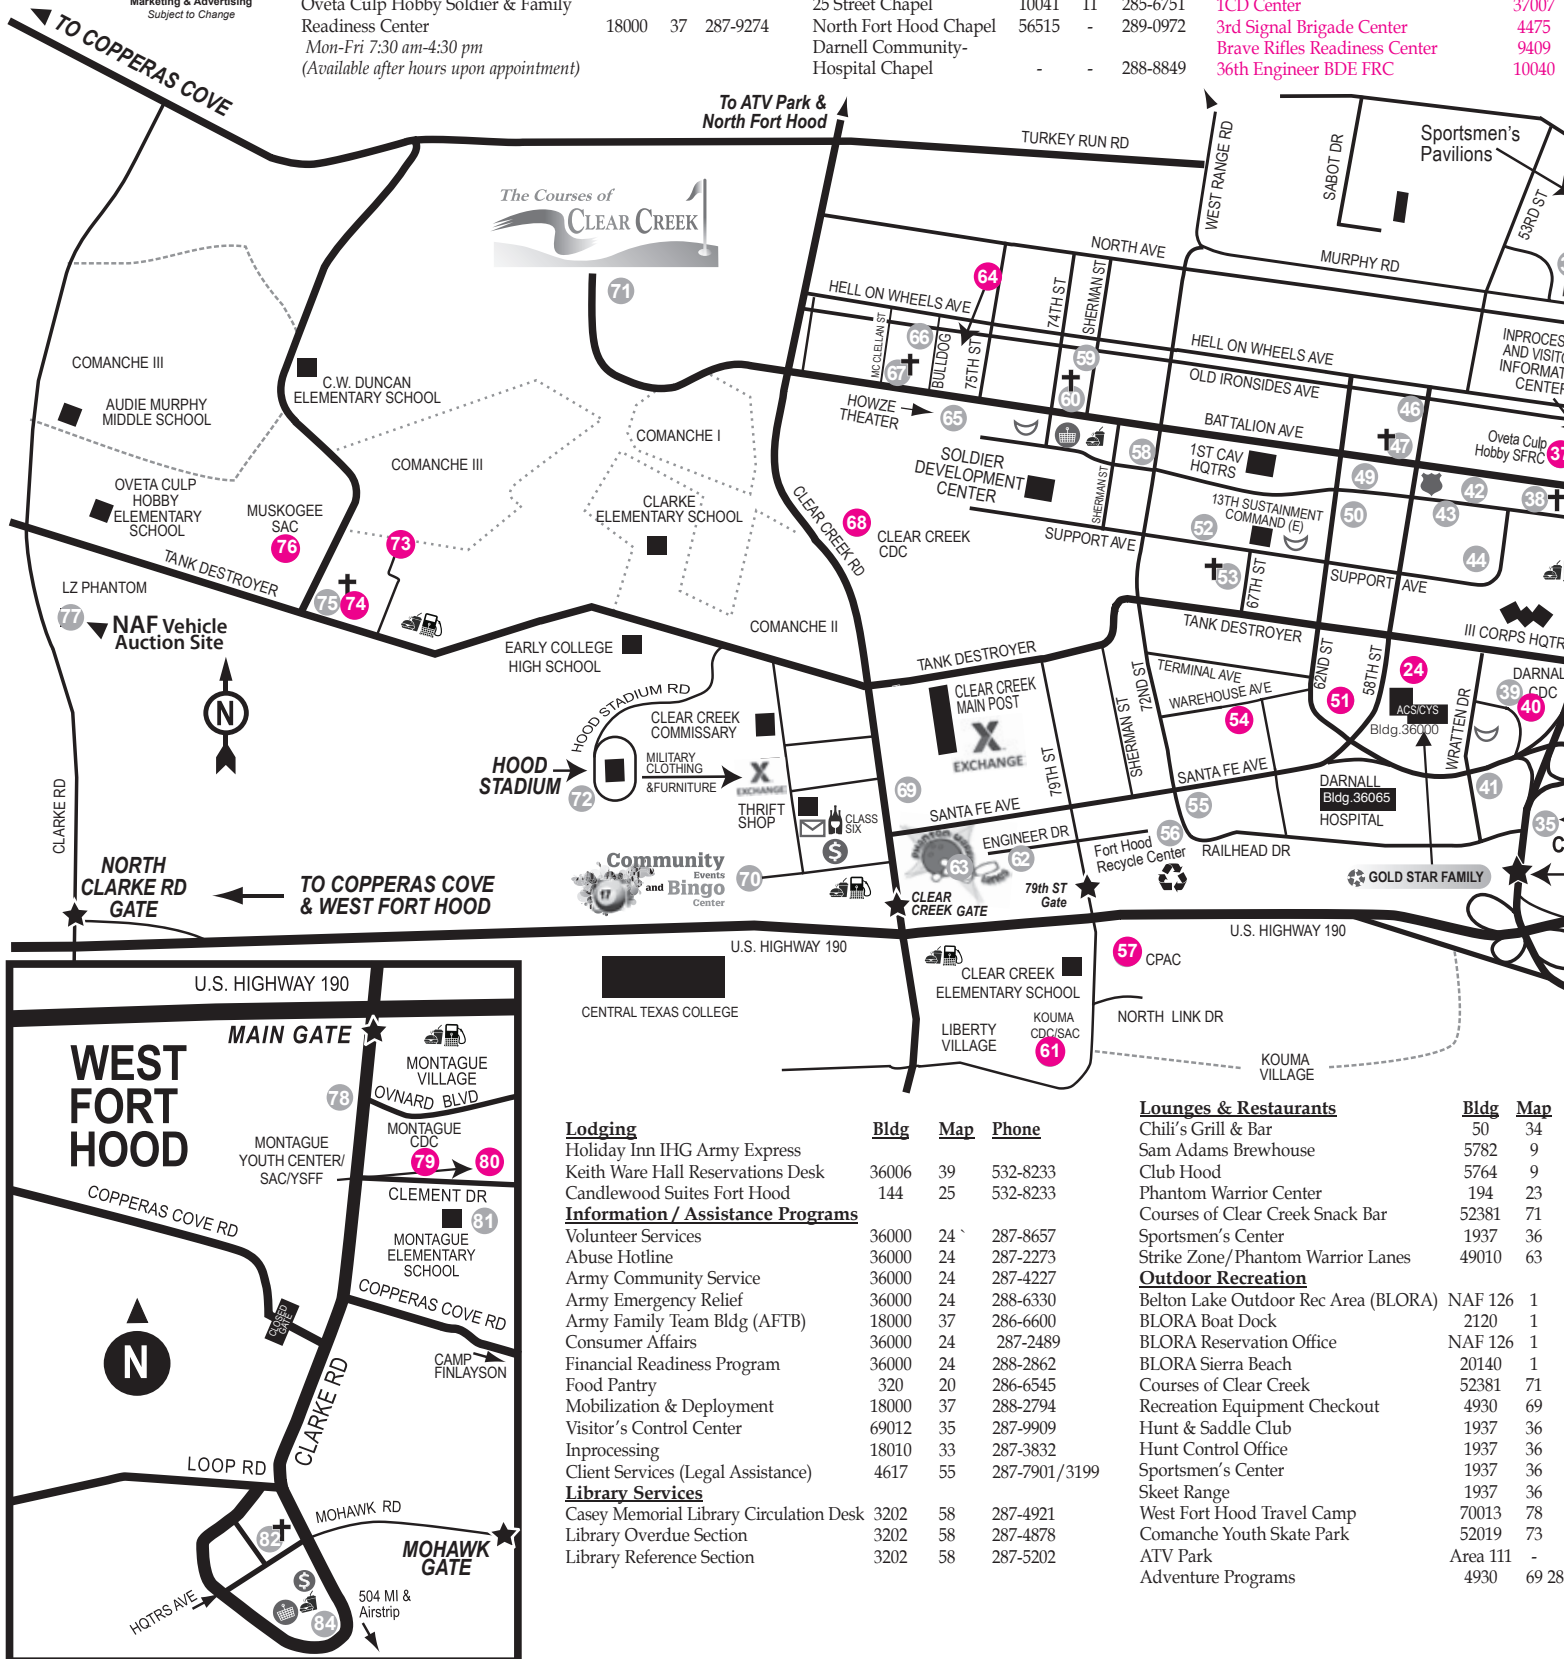 Marketing & Advertising
Subject to Change
Oveta Culp Hobby Soldier & Family
Readiness Center 18000 37 287-9274
Mon-Fri 7:30 am-4:30 pm
(Available after hours upon appointment)
25 Street Chapel 10041 11 285-6751
North Fort Hood Chapel 56515 - 289-0972
Darnell Community-
Hospital Chapel - - 288-8849
1CD Center 37007
3rd Signal Brigade Center 4475
Brave Rifles Readiness Center 9409
36th Engineer BDE FRC 10040
TO COPPERAS COVE
To ATV Park &
North Fort Hood
TURKEY RUN RD
WEST RANGE RD
SABOT DR
Sportsmen's
Pavilions
53RD ST
The Courses of
CLEAR CREEK
71
NORTH AVE
MURPHY RD
64
HELL ON WHEELS AVE
74TH ST
SHERMAN ST
MC CLELLAN ST
66
BULLDOG
75TH ST
67
59
60
HELL ON WHEELS AVE
OLD IRONSIDES AVE
BATTALION AVE
46
47
COMANCHE III
C.W. DUNCAN
ELEMENTARY SCHOOL
AUDIE MURPHY
MIDDLE SCHOOL
HOWZE
THEATER
65
COMANCHE I
COMANCHE III
SOLDIER
DEVELOPMENT
CENTER
58
1ST CAV
HQTRS
49
42
Oveta Culp
Hobby SFRC
38
OVETA CULP
HOBBY
ELEMENTARY
SCHOOL
MUSKOGEE
SAC
76
73
CLARKE
ELEMENTARY SCHOOL
CLEAR CREEK RD
68
CLEAR CREEK
CDC
SHERMAN ST
SUPPORT AVE
52
13TH SUSTAINMENT
COMMAND (E)
50
43
44
53
67TH ST
SUPPORT AVE
TANK DESTROYER
75
74
LZ PHANTOM
77
NAF Vehicle
Auction Site
N
COMANCHE II
EARLY COLLEGE
HIGH SCHOOL
TANK DESTROYER
TANK DESTROYER
III CORPS HQTR
HOOD STADIUM RD
CLEAR CREEK
COMMISSARY
CLEAR CREEK
MAIN POST
X
EXCHANGE
TERMINAL AVE
WAREHOUSE AVE
54
62ND ST
51
58TH ST
24
ACS/CYS
Bldg.36000
WRATTEN DR
39
CDC
40
HOOD
STADIUM
72
MILITARY
CLOTHING
&FURNITURE
X
EXCHANGE
THRIFT
SHOP
CLASS
SIX
$
69
79TH ST
SHERMAN ST
72ND ST
SANTA FE AVE
SANTA FE AVE
55
DARNALL
Bldg.36065
HOSPITAL
41
35
CLARKE RD
NORTH
CLARKE RD
GATE
TO COPPERAS COVE
& WEST FORT HOOD
Community
Events
and Bingo
Center
70
63
62
ENGINEER DR
56
Fort Hood
Recycle Center
RAILHEAD DR
GOLD STAR FAMILY
CLEAR
CREEK GATE
79th ST
Gate
U.S. HIGHWAY 190
U.S. HIGHWAY 190
CENTRAL TEXAS COLLEGE
CLEAR CREEK
ELEMENTARY SCHOOL
57
CPAC
LIBERTY
VILLAGE
KOUMA
CDC/SAC
61
NORTH LINK DR
KOUMA
VILLAGE
U.S. HIGHWAY 190
MAIN GATE
WEST
FORT
HOOD
MONTAGUE
VILLAGE
78
OVNARD BLVD
MONTAGUE
CDC
79
80
MONTAGUE
YOUTH CENTER/
SAC/YSFF
CLEMENT DR
81
MONTAGUE
ELEMENTARY
SCHOOL
COPPERAS COVE RD
COPPERAS COVE RD
CLOSED
GATE
CAMP
FINLAYSON
N
CLARKE RD
LOOP RD
MOHAWK RD
82
MOHAWK
GATE
HQTRS AVE
$
84
504 MI &
Airstrip
Lodging Bldg Map Phone
Holiday Inn IHG Army Express
Keith Ware Hall Reservations Desk 36006 39 532-8233
Candlewood Suites Fort Hood 144 25 532-8233
Information / Assistance Programs
Volunteer Services 36000 24 ` 287-8657
Abuse Hotline 36000 24 287-2273
Army Community Service 36000 24 287-4227
Army Emergency Relief 36000 24 288-6330
Army Family Team Bldg (AFTB) 18000 37 286-6600
Consumer Affairs 36000 24 287-2489
Financial Readiness Program 36000 24 288-2862
Food Pantry 320 20 286-6545
Mobilization & Deployment 18000 37 288-2794
Visitor's Control Center 69012 35 287-9909
Inprocessing 18010 33 287-3832
Client Services (Legal Assistance) 4617 55 287-7901/3199
Library Services
Casey Memorial Library Circulation Desk 3202 58 287-4921
Library Overdue Section 3202 58 287-4878
Library Reference Section 3202 58 287-5202
Lounges & Restaurants Bldg Map
Chili's Grill & Bar 50 34
Sam Adams Brewhouse 5782 9
Club Hood 5764 9
Phantom Warrior Center 194 23
Courses of Clear Creek Snack Bar 52381 71
Sportsmen's Center 1937 36
Strike Zone/Phantom Warrior Lanes 49010 63
Outdoor Recreation
Belton Lake Outdoor Rec Area (BLORA) NAF 126 1
BLORA Boat Dock 2120 1
BLORA Reservation Office NAF 126 1
BLORA Sierra Beach 20140 1
Courses of Clear Creek 52381 71
Recreation Equipment Checkout 4930 69
Hunt & Saddle Club 1937 36
Hunt Control Office 1937 36
Sportsmen's Center 1937 36
Skeet Range 1937 36
West Fort Hood Travel Camp 70013 78
Comanche Youth Skate Park 52019 73
ATV Park Area 111 -
Adventure Programs 4930 69 28